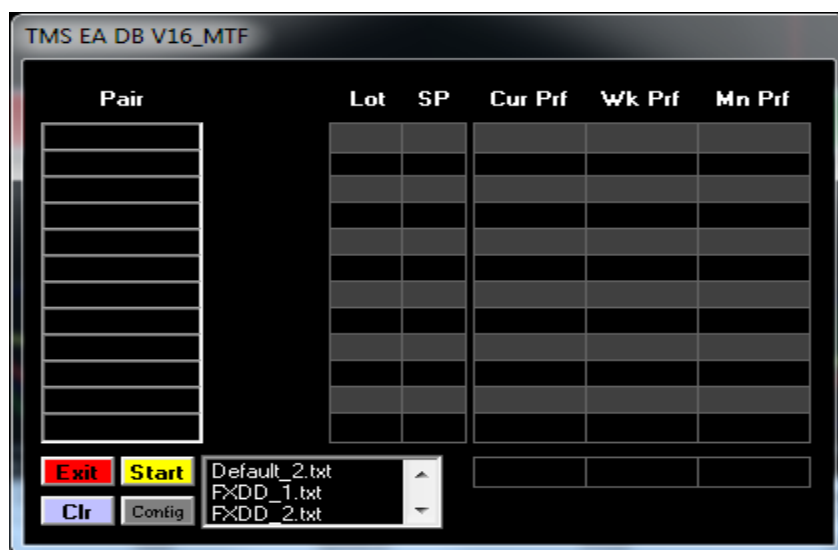 TMS EA DB V16_MTF
Pair Lot SP Cur Prf Wk Prf Mn Prf
Exit Start Default_2.txt
FXDD_1.txt
Clr Config FXDD_2.txt